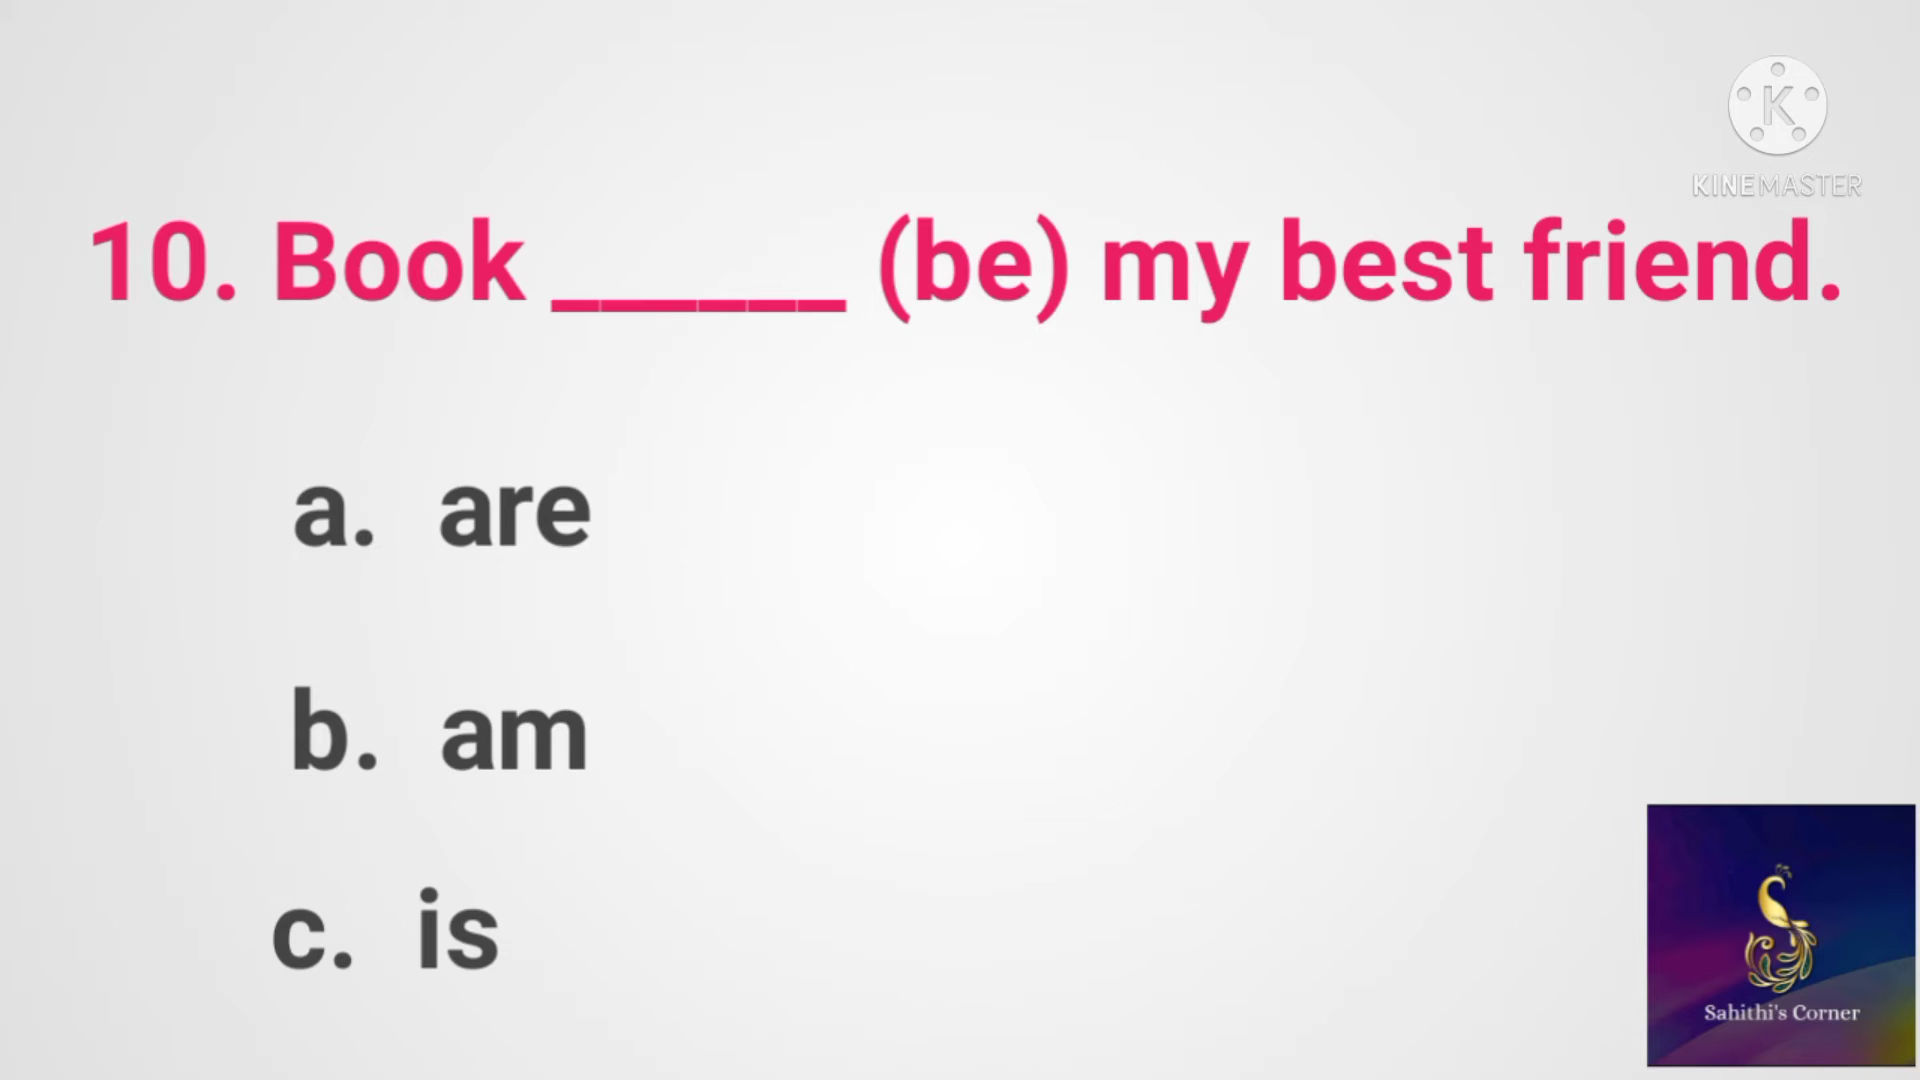 K
KINEMASTER
10. Book ______ (be) my best friend.
a. are
b. am
c. is
Sahithi's Corner